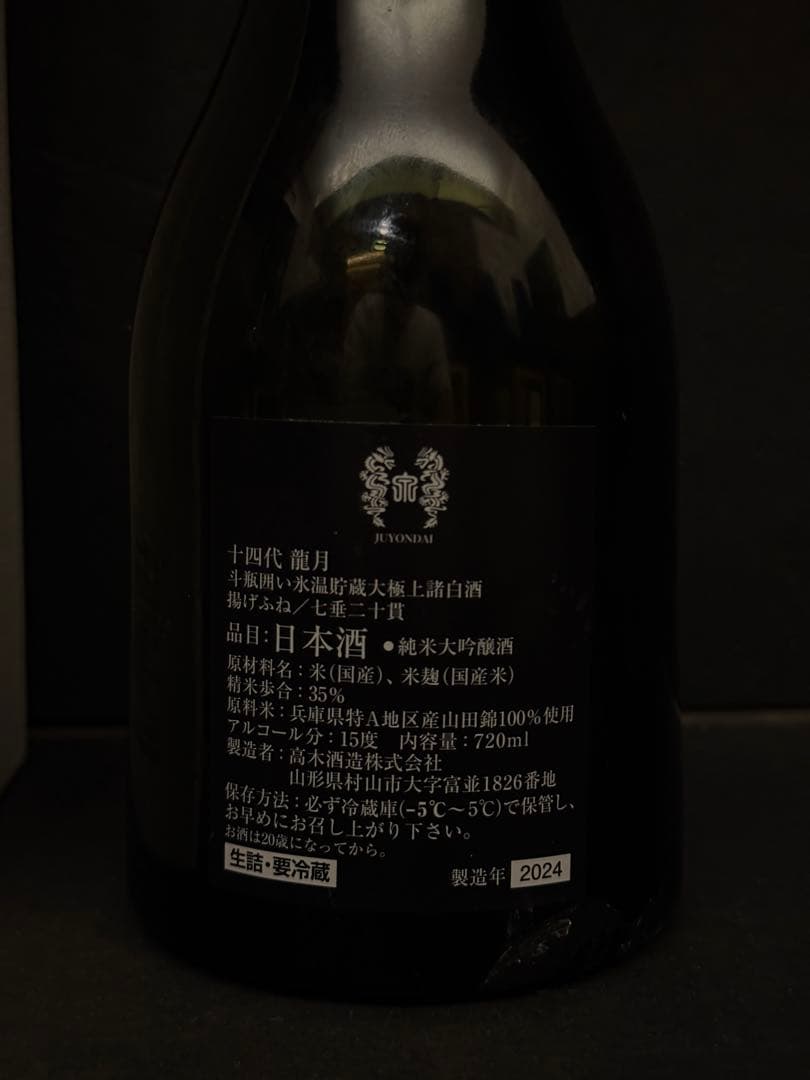 JUYONDAI
十四代 龍月
斗瓶囲い氷温貯蔵大極上諸白酒
揚げふね／七垂二十貫
品目:日本酒 ●純米大吟醸酒
原材料名：米(国産)、米麹(国産米)
精米歩合：35%
原料米：兵庫県特A地区産山田錦100%使用
アルコール分：15度 内容量：720ml
製造者：高木酒造株式会社
山形県村山市大字富並1826番地
保存方法：必ず冷蔵庫(-5℃～5℃)で保管し、
お早めにお召し上がり下さい。
お酒は20歳になってから。
生詰・要冷蔵 製造年 2024